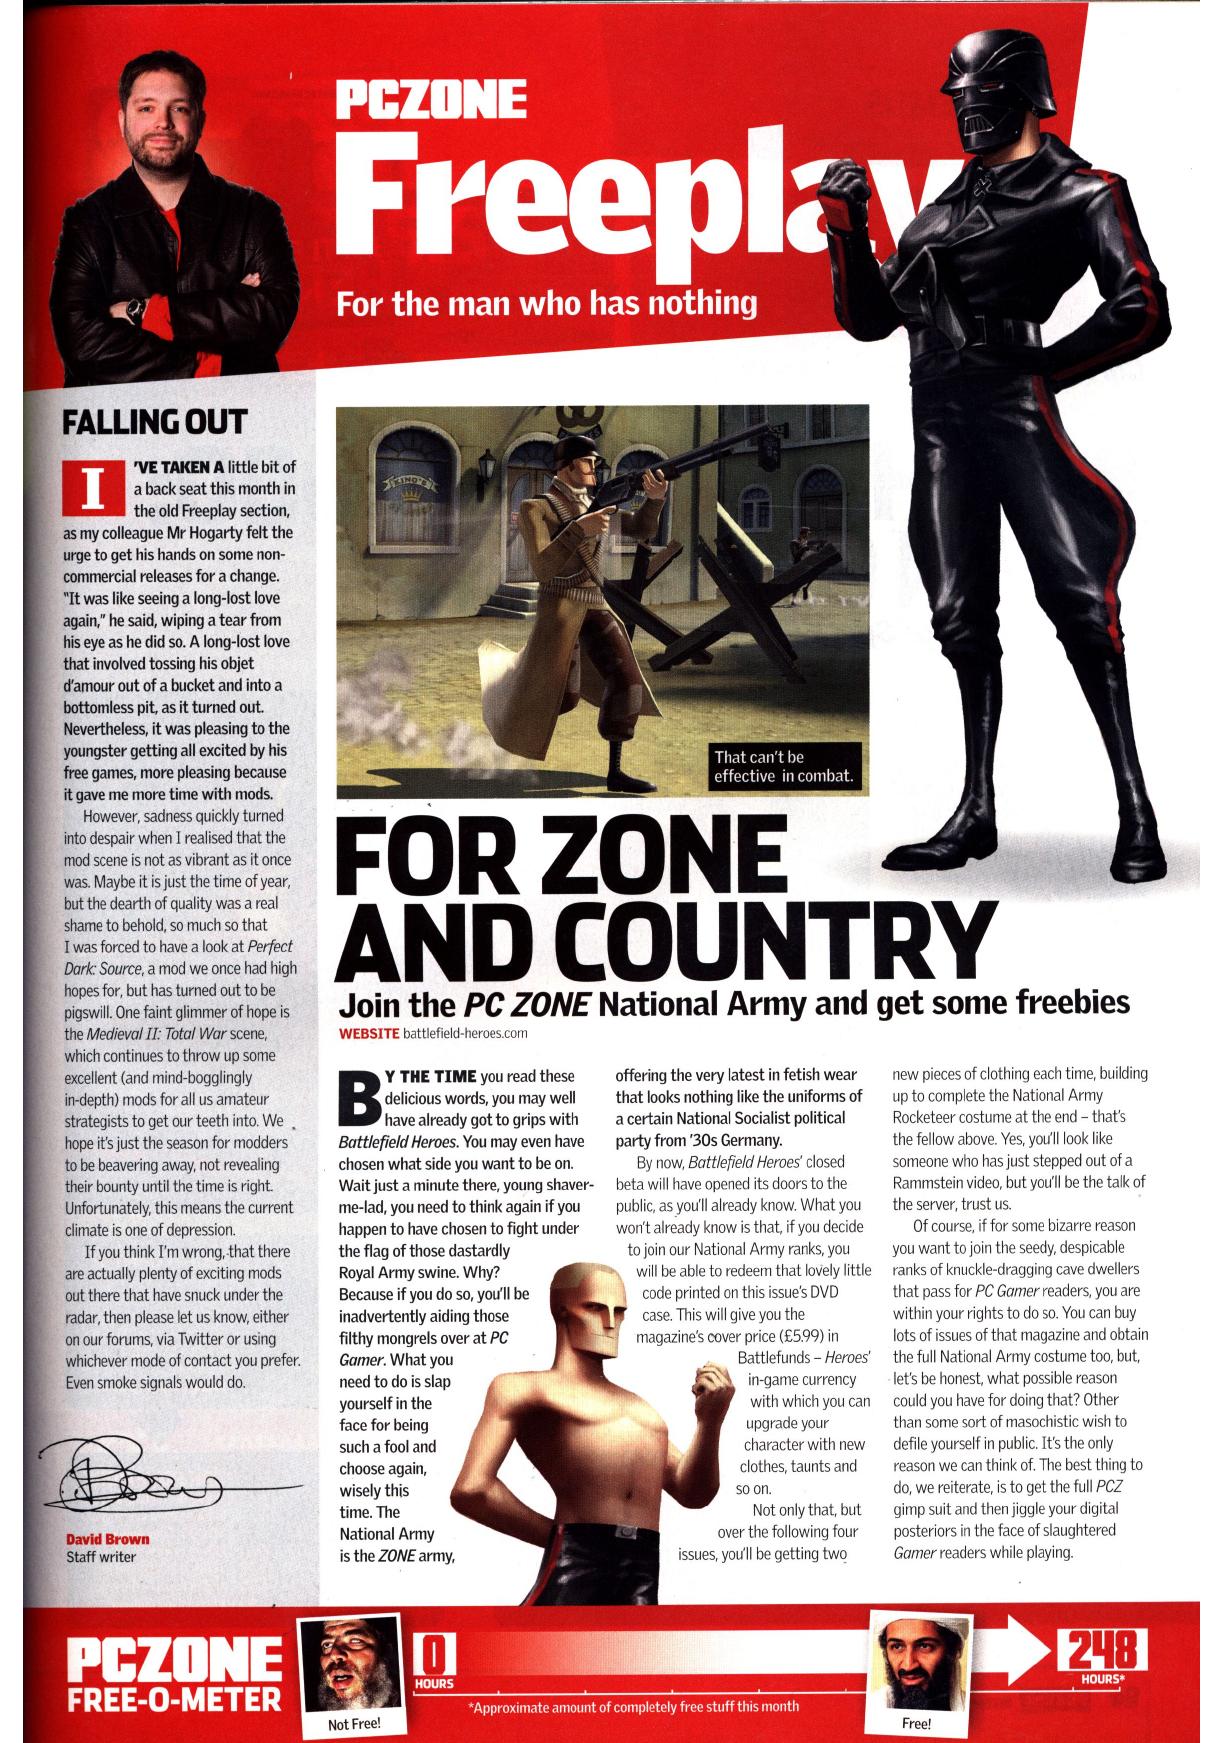 PCZONE
Freeplay
For the man who has nothing
FALLING OUT
I'VE TAKEN A little bit of
a back seat this month in
the old Freeplay section,
as my colleague Mr Hogarty felt the
urge to get his hands on some non-
commercial releases for a change.
"It was like seeing a long-lost love
again," he said, wiping a tear from
his eye as he did so. A long-lost love
that involved tossing his objet
d'amour out of a bucket and into a
bottomless pit, as it turned out.
Nevertheless, it was pleasing to the
youngster getting all excited by his
free games, more pleasing because
it gave me more time with mods.
However, sadness quickly turned
into despair when I realised that the
mod scene is not as vibrant as it once
was. Maybe it is just the time of year,
but the dearth of quality was a real
shame to behold, so much so that
I was forced to have a look at Perfect
Dark: Source, a mod we once had high
hopes for, but has turned out to be
pigswill. One faint glimmer of hope is
the Medieval II: Total War scene,
which continues to throw up some
excellent (and mind-bogglingly
in-depth) mods for all us amateur
strategists to get our teeth into. We
hope it's just the season for modders
to be beavering away, not revealing
their bounty until the time is right.
Unfortunately, this means the current
climate is one of depression.
If you think I'm wrong, that there
are actually plenty of exciting mods
out there that have snuck under the
radar, then please let us know, either
on our forums, via Twitter or using
whichever mode of contact you prefer.
Even smoke signals would do.
David Brown
Staff writer
KING'S
That can't be
effective in combat.
FOR ZONE
AND COUNTRY
Join the PC ZONE National Army and get some freebies
WEBSITE battlefield-heroes.com
BY THE TIME you read these
delicious words, you may well
have already got to grips with
Battlefield Heroes. You may even have
chosen what side you want to be on.
Wait just a minute there, young shaver-
me-lad, you need to think again if you
happen to have chosen to fight under
the flag of those dastardly
Royal Army swine. Why?
Because if you do so, you'll be
inadvertently aiding those
filthy mongrels over at PC
Gamer. What you
need to do is slap
yourself in the
face for being
such a fool and
choose again,
wisely this
time. The
National Army
is the ZONE army,
offering the very latest in fetish wear
that looks nothing like the uniforms of
a certain National Socialist political
party from '30s Germany.
By now, Battlefield Heroes' closed
beta will have opened its doors to the
public, as you'll already know. What you
won't already know is that, if you decide
to join our National Army ranks, you
will be able to redeem that lovely little
code printed on this issue's DVD
case. This will give you the
magazine's cover price (£5.99) in
Battlefunds – Heroes'
in-game currency
with which you can
upgrade your
character with new
clothes, taunts and
so on.
Not only that, but
over the following four
issues, you'll be getting two
new pieces of clothing each time, building
up to complete the National Army
Rocketeer costume at the end – that's
the fellow above. Yes, you'll look like
someone who has just stepped out of a
Rammstein video, but you'll be the talk of
the server, trust us.
Of course, if for some bizarre reason
you want to join the seedy, despicable
ranks of knuckle-dragging cave dwellers
that pass for PC Gamer readers, you are
within your rights to do so. You can buy
lots of issues of that magazine and obtain
the full National Army costume too, but,
let's be honest, what possible reason
could you have for doing that? Other
than some sort of masochistic wish to
defile yourself in public. It's the only
reason we can think of. The best thing to
do, we reiterate, is to get the full PCZ
gimp suit and then jiggle your digital
posteriors in the face of slaughtered
Gamer readers while playing.
PCZONE
FREE-O-METER
Not Free!
0
HOURS
*Approximate amount of completely free stuff this month
Free!
248
HOURS*